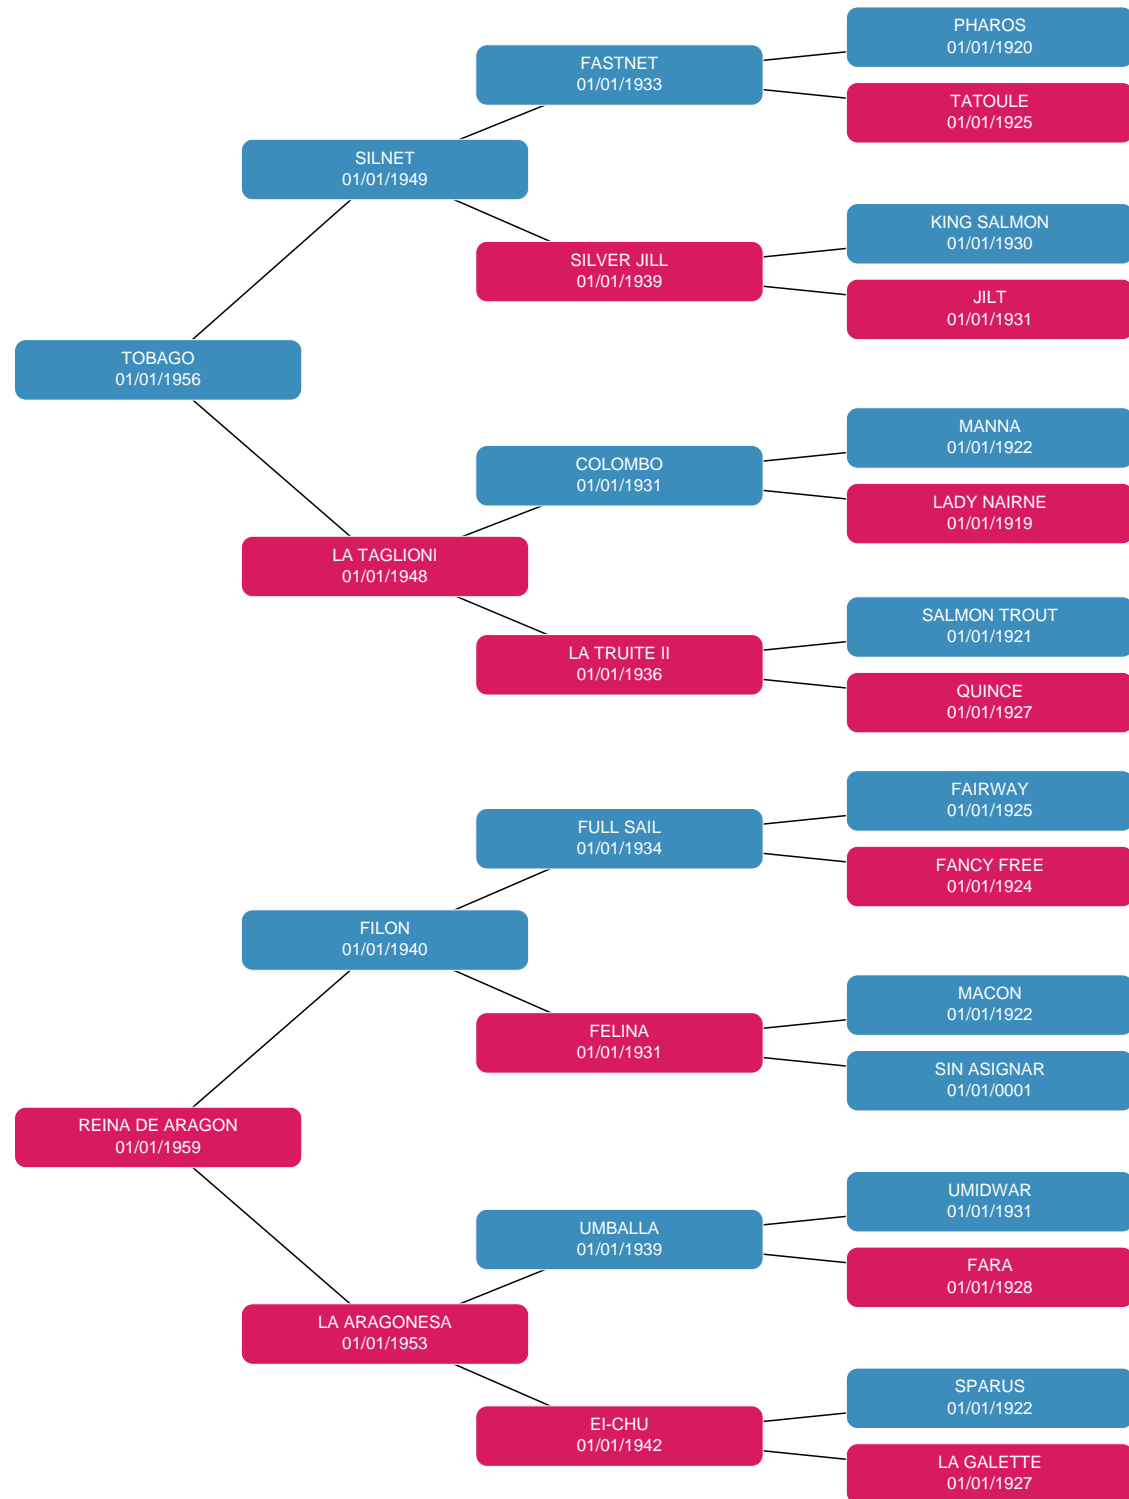 PHAROS
01/01/1920
FASTNET
01/01/1933
TATOULE
01/01/1925
SILNET
01/01/1949
KING SALMON
01/01/1930
SILVER JILL
01/01/1939
JILT
01/01/1931
TOBAGO
01/01/1956
MANNA
01/01/1922
COLOMBO
01/01/1931
LADY NAIRNE
01/01/1919
LA TAGLIONI
01/01/1948
SALMON TROUT
01/01/1921
LA TRUITE II
01/01/1936
QUINCE
01/01/1927
FAIRWAY
01/01/1925
FULL SAIL
01/01/1934
FANCY FREE
01/01/1924
FILON
01/01/1940
MACON
01/01/1922
FELINA
01/01/1931
SIN ASIGNAR
01/01/0001
REINA DE ARAGON
01/01/1959
UMIDWAR
01/01/1931
UMBALLA
01/01/1939
FARA
01/01/1928
LA ARAGONESA
01/01/1953
SPARUS
01/01/1922
EI-CHU
01/01/1942
LA GALETTE
01/01/1927